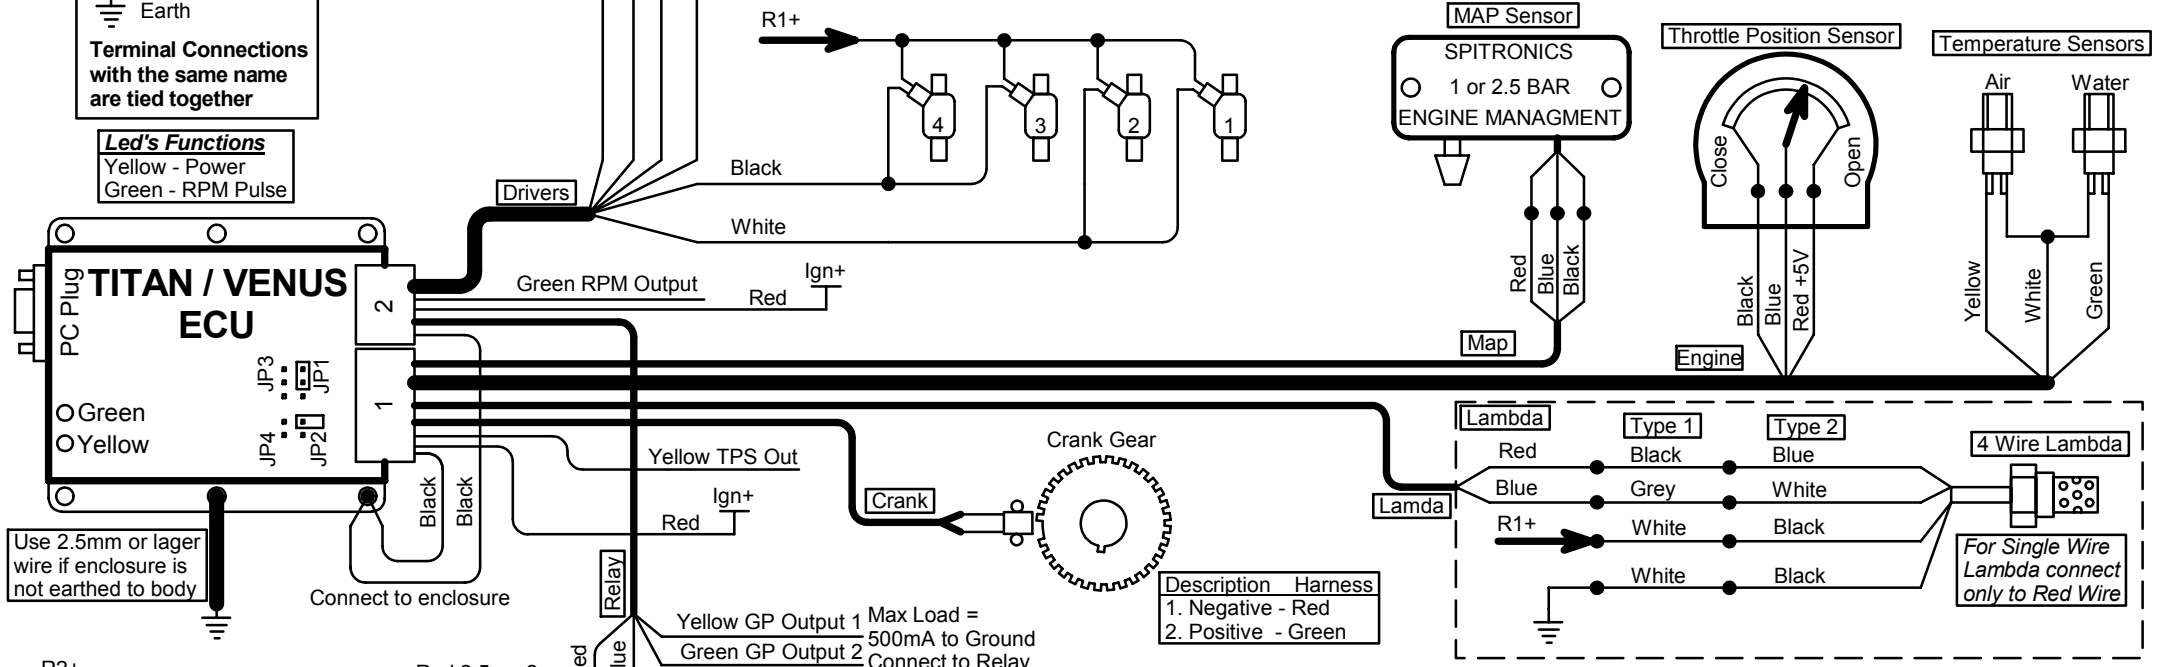 Earth
Terminal Connections
with the same name
are tied together
Led's Functions
Yellow - Power
Green - RPM Pulse
R1+
4
3
2
1
Black
White
Drivers
MAP Sensor
SPITRONICS
1 or 2.5 BAR
ENGINE MANAGMENT
Red
Blue
Black
Throttle Position Sensor
Close
Open
Black
Blue
Red +5V
Temperature Sensors
Air
Water
Yellow
White
Green
PC Plug
TITAN / VENUS
ECU
2
1
JP3
JP1
JP4
JP2
Green
Yellow
Green RPM Output
Red
Ign+
Map
Engine
Yellow TPS Out
Ign+
Red
Black
Black
Connect to enclosure
Use 2.5mm or lager
wire if enclosure is
not earthed to body
Crank
Crank Gear
Relay
Description Harness
1. Negative - Red
2. Positive - Green
Lamda
Lambda
Type 1
Type 2
4 Wire Lambda
Red
Black
Blue
Blue
Grey
White
R1+
White
Black
White
Black
For Single Wire
Lambda connect
only to Red Wire
Yellow GP Output 1
Green GP Output 2
Max Load =
500mA to Ground
Connect to Relay